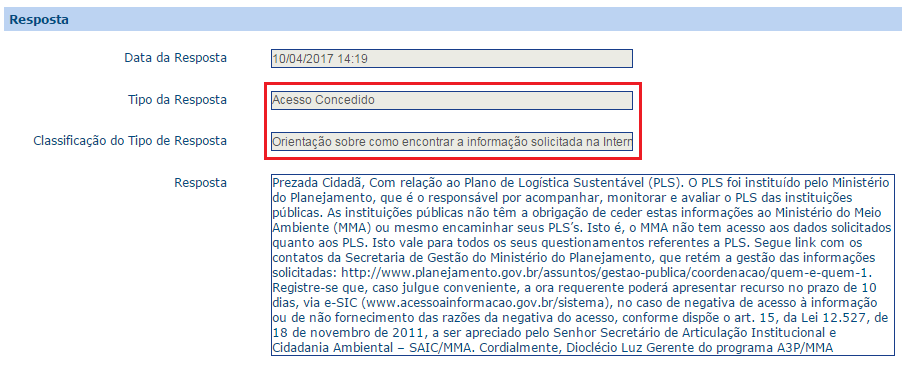 Resposta
Data da Resposta 10/04/2017 14:19
Tipo da Resposta Acesso Concedido
Classificação do Tipo de Resposta Orientação sobre como encontrar a informação solicitada na Intern
Resposta
Prezada Cidadã, Com relação ao Plano de Logística Sustentável (PLS). O PLS foi instituído pelo Ministério
do Planejamento, que é o responsável por acompanhar, monitorar e avaliar o PLS das instituições
públicas. As instituições públicas não têm a obrigação de ceder estas informações ao Ministério do Meio
Ambiente (MMA) ou mesmo encaminhar seus PLS’s. Isto é, o MMA não tem acesso aos dados solicitados
quanto aos PLS. Isto vale para todos os seus questionamentos referentes a PLS. Segue link com os
contatos da Secretaria de Gestão do Ministério do Planejamento, que retém a gestão das informações
solicitadas: http://www.planejamento.gov.br/assuntos/gestao-publica/coordenacao/quem-e-quem-1.
Registre-se que, caso julgue conveniente, a ora requerente poderá apresentar recurso no prazo de 10
dias, via e-SIC (www.acessoainformacao.gov.br/sistema), no caso de negativa de acesso à informação
ou de não fornecimento das razões da negativa do acesso, conforme dispõe o art. 15, da Lei 12.527, de
18 de novembro de 2011, a ser apreciado pelo Senhor Secretário de Articulação Institucional e
Cidadania Ambiental – SAIC/MMA. Cordialmente, Dioclécio Luz Gerente do programa A3P/MMA